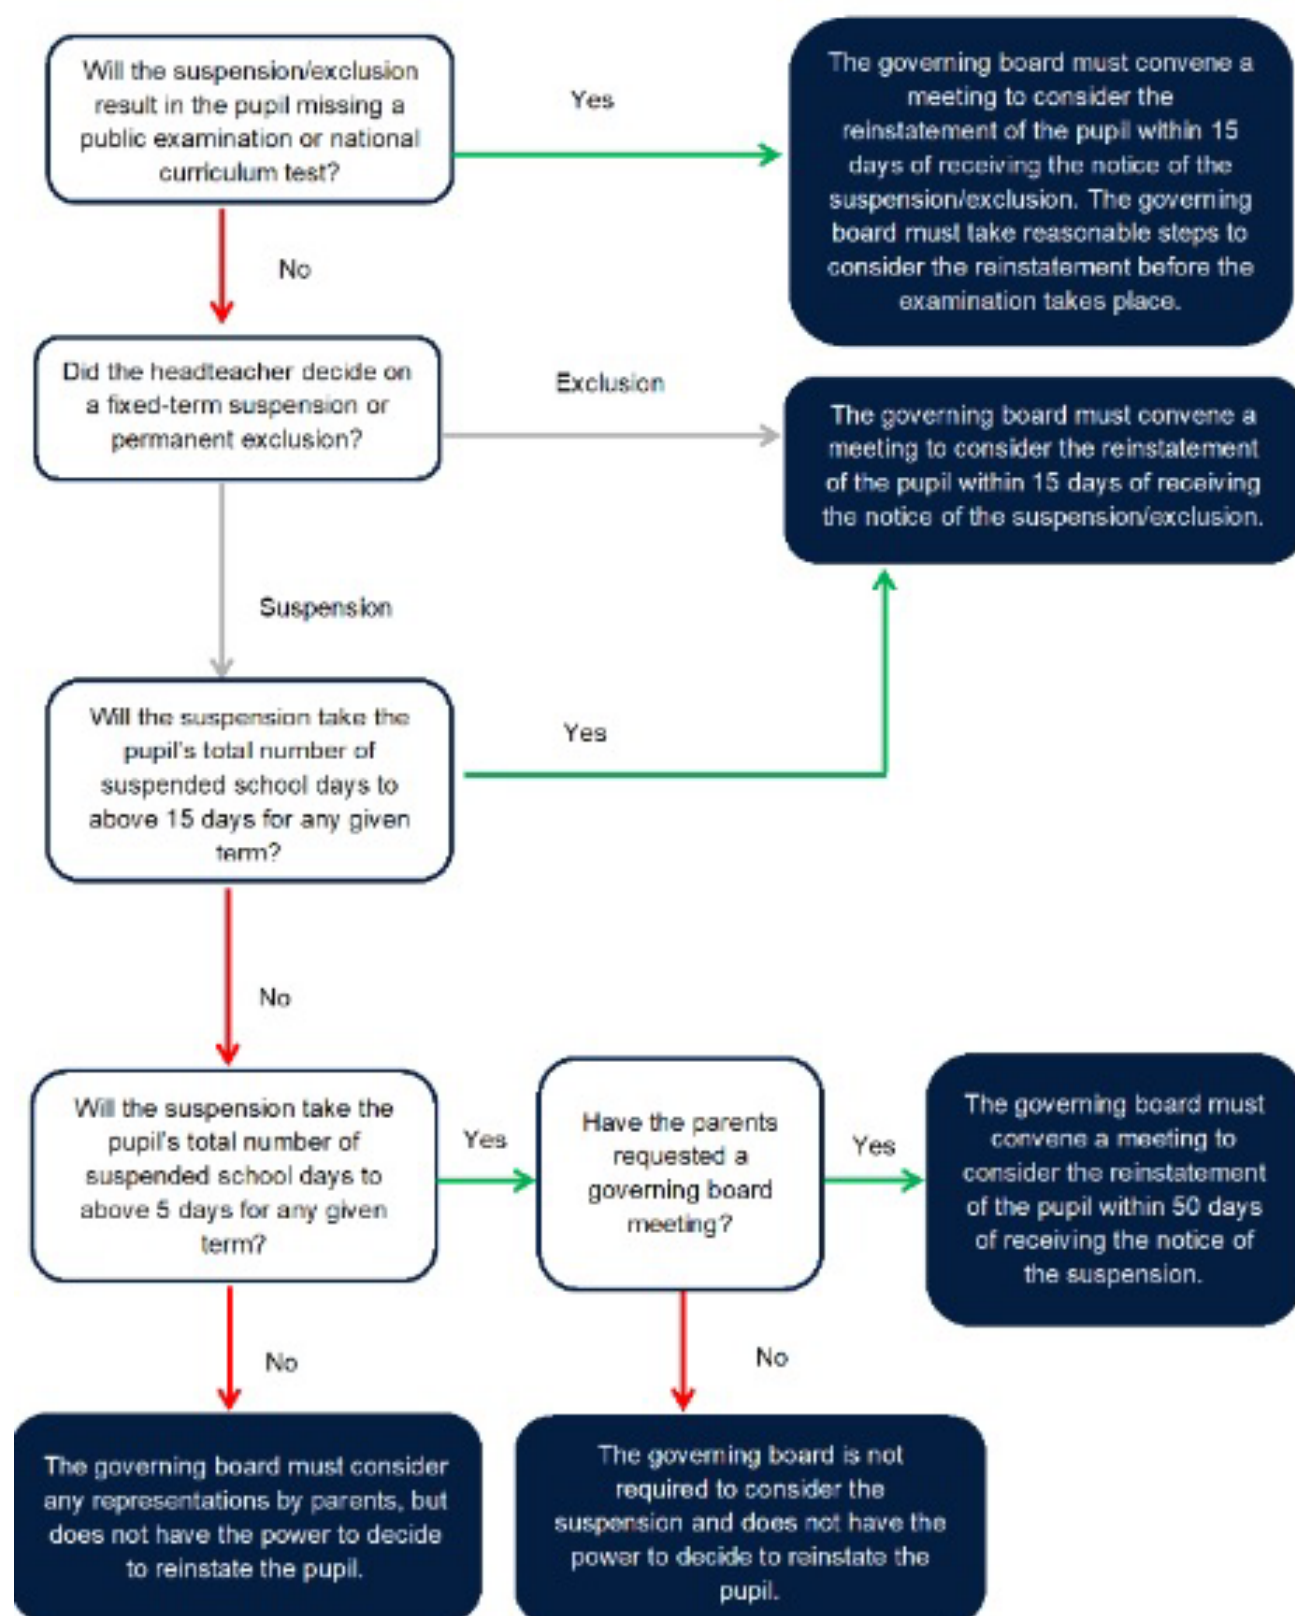 Will the suspension/exclusion
result in the pupil missing a
public examination or national
curriculum test?
Yes
The governing board must convene a
meeting to consider the
reinstatement of the pupil within 15
days of receiving the notice of the
suspension/exclusion. The governing
board must take reasonable steps to
consider the reinstatement before the
examination takes place.
No
Did the headteacher decide on
a fixed-term suspension or
permanent exclusion?
Exclusion
The governing board must convene a
meeting to consider the reinstatement
of the pupil within 15 days of receiving
the notice of the suspension/exclusion.
Suspension
Will the suspension take the
pupil's total number of
suspended school days to
above 15 days for any given
term?
Yes
No
Will the suspension take the
pupil's total number of
suspended school days to
above 5 days for any given
term?
Yes
Have the parents
requested a
governing board
meeting?
Yes
The governing board must
convene a meeting to
consider the reinstatement
of the pupil within 50 days
of receiving the notice of
the suspension.
No
No
The governing board must consider
any representations by parents, but
does not have the power to decide
to reinstate the pupil.
The governing board is not
required to consider the
suspension and does not have the
power to decide to reinstate the
pupil.